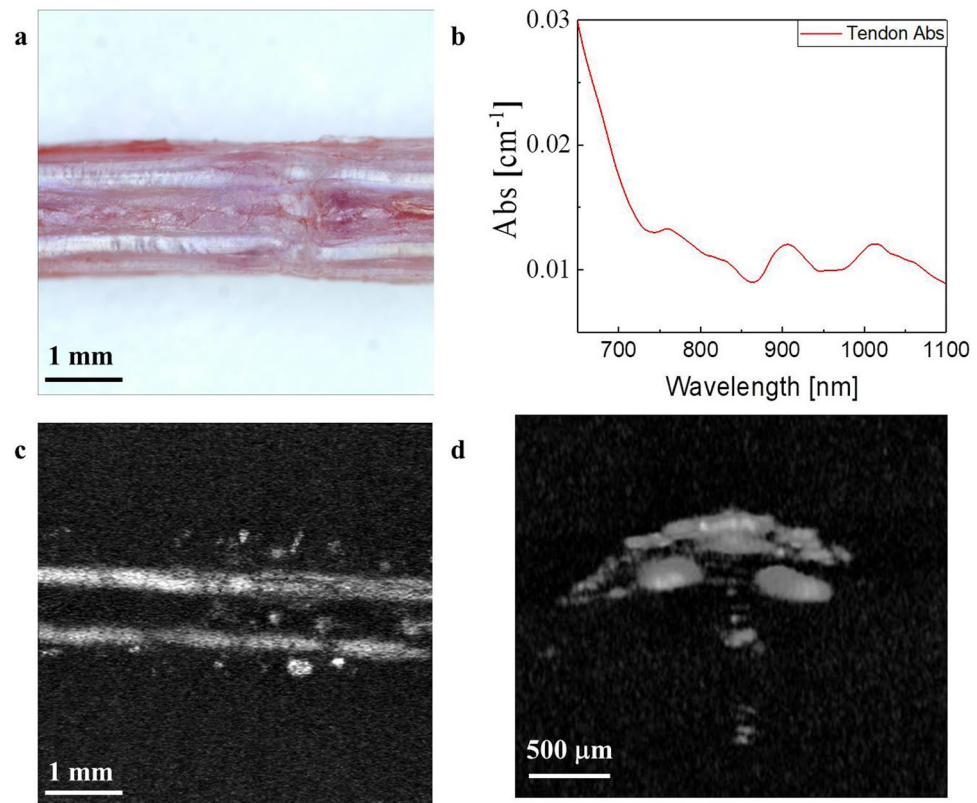 a
1 mm
b
Tendon Abs
Abs [cm⁻¹]
0.03
0.02
0.01
700 800 900 1000 1100
Wavelength [nm]
c
1 mm
d
500 μm